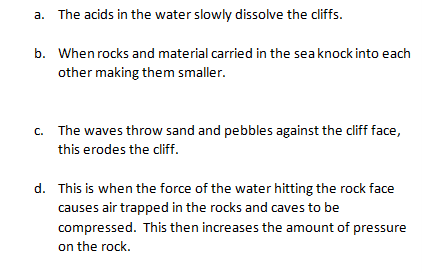 a. The acids in the water slowly dissolve the cliffs.
b. When rocks and material carried in the sea knock into each
other making them smaller.
c. The waves throw sand and pebbles against the cliff face,
this erodes the cliff.
d. This is when the force of the water hitting the rock face
causes air trapped in the rocks and caves to be
compressed. This then increases the amount of pressure
on the rock.